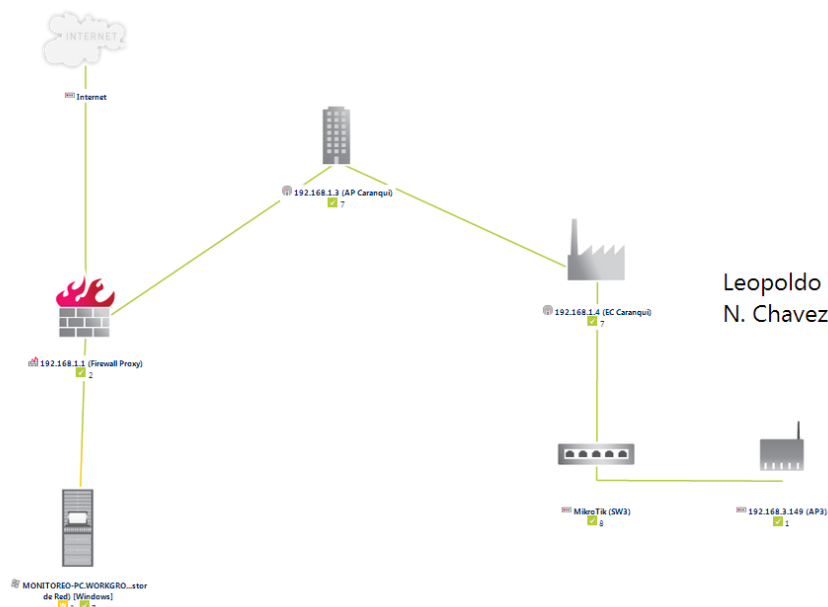 INTERNET
Internet
192.168.1.3 (AP Caranqui)
7
Leopoldo
N. Chavez
192.168.1.4 (EC Caranqui)
7
192.168.1.1 (Firewall Proxy)
2
MikroTik (SW3)
8
192.168.3.149 (AP3)
1
MONITOREO-PC.WORKGRO...stor
de Red) [Windows]
W